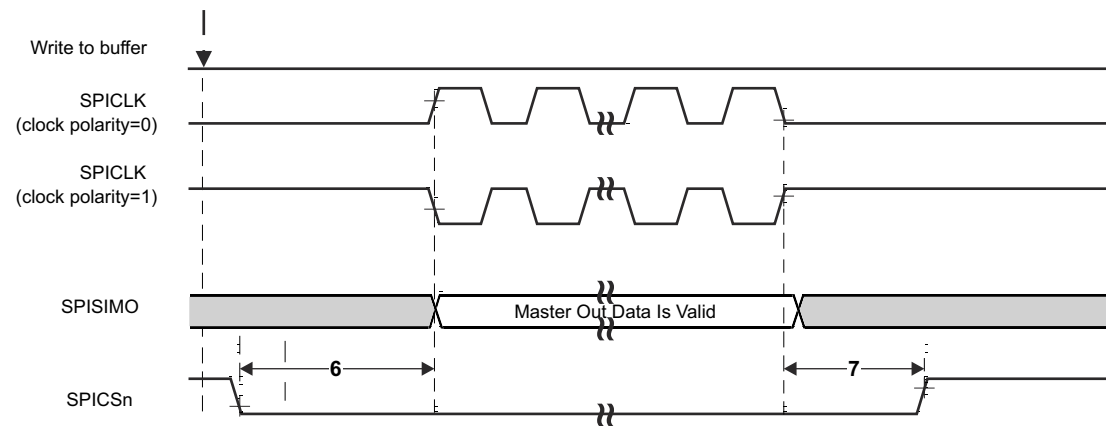 Write to buffer
SPICLK
(clock polarity=0)
SPICLK
(clock polarity=1)
SPISIMO
Master Out Data Is Valid
6
7
SPICSn